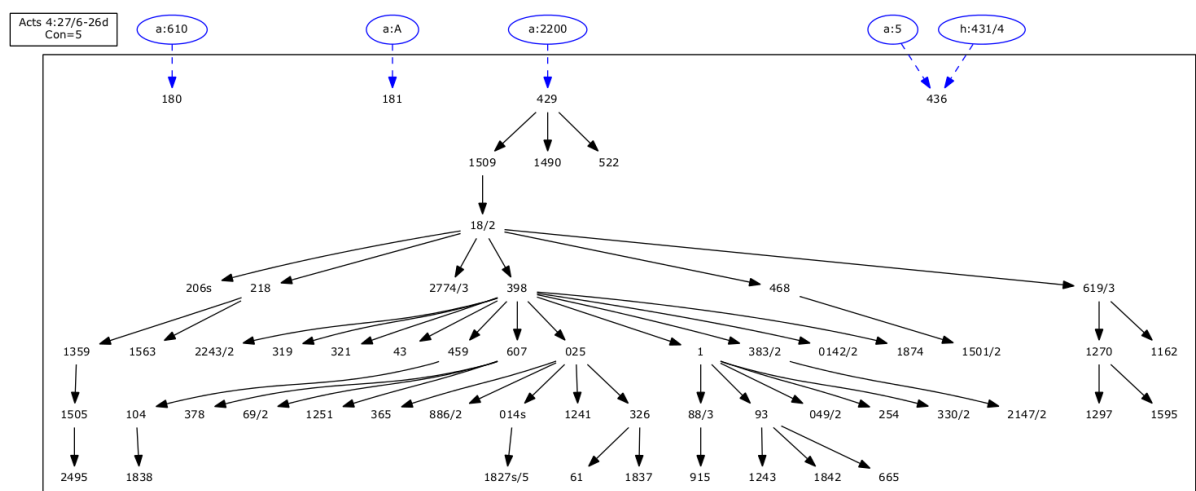 Acts 4:27/6-26d
Con=5
a:610 a:A a:2200 a:5 h:431/4
180 181 429 436
1509 1490 522
18/2
206s 218 2774/3 398 468 619/3
1359 1563 2243/2 319 321 43 459 607 025 1 383/2 0142/2 1874 1501/2 1270 1162
1505 104 378 69/2 1251 365 886/2 014s 1241 326 88/3 93 049/2 254 330/2 2147/2 1297 1595
2495 1838 1827s/5 61 1837 915 1243 1842 665